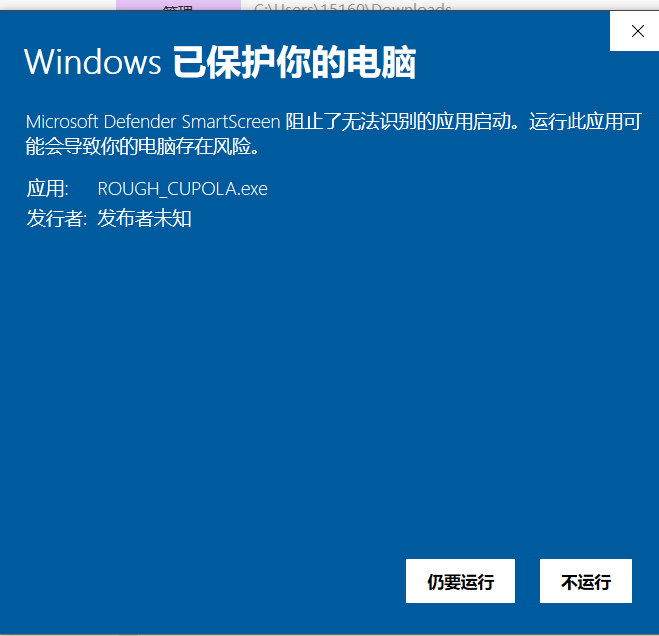 管理
C:\Users\15160\Downloads
Windows 已保护你的电脑
Microsoft Defender SmartScreen 阻止了无法识别的应用启动。运行此应用可
能会导致你的电脑存在风险。
应用: ROUGH_CUPOLA.exe
发行者: 发布者未知
仍要运行
不运行